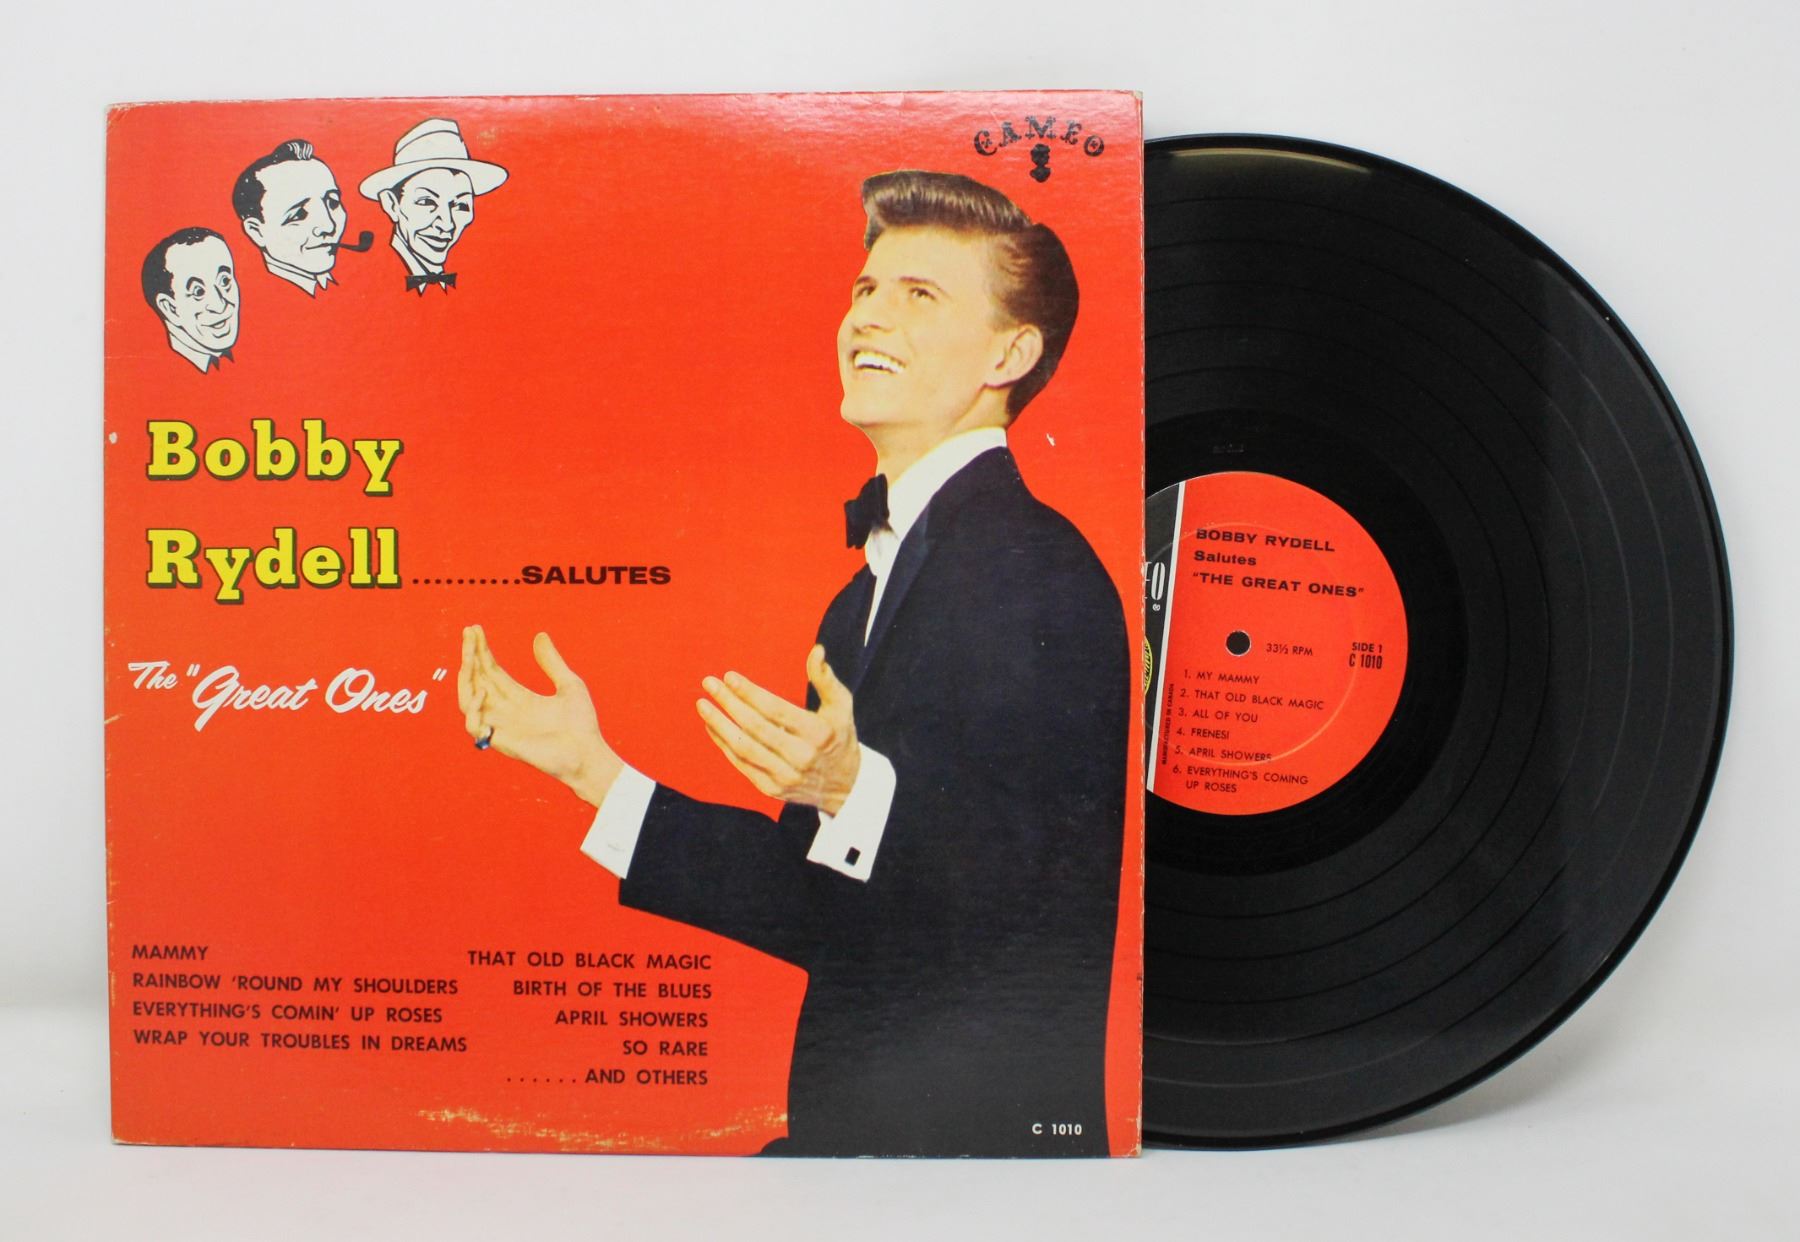 CAMEO
Bobby
Rydell ..........SALUTES
The "Great Ones"
MAMMY
RAINBOW 'ROUND MY SHOULDERS
EVERYTHING'S COMIN' UP ROSES
WRAP YOUR TROUBLES IN DREAMS
THAT OLD BLACK MAGIC
BIRTH OF THE BLUES
APRIL SHOWERS
SO RARE
......AND OTHERS
C 1010
BOBBY RYDELL
Salutes
"THE GREAT ONES"
33⅓ RPM
SIDE 1
C 1010
1. MY MAMMY
2. THAT OLD BLACK MAGIC
3. ALL OF YOU
4. FRENESI
5. APRIL SHOWERS
6. EVERYTHING'S COMING
UP ROSES
MANUFACTURED IN CANADA